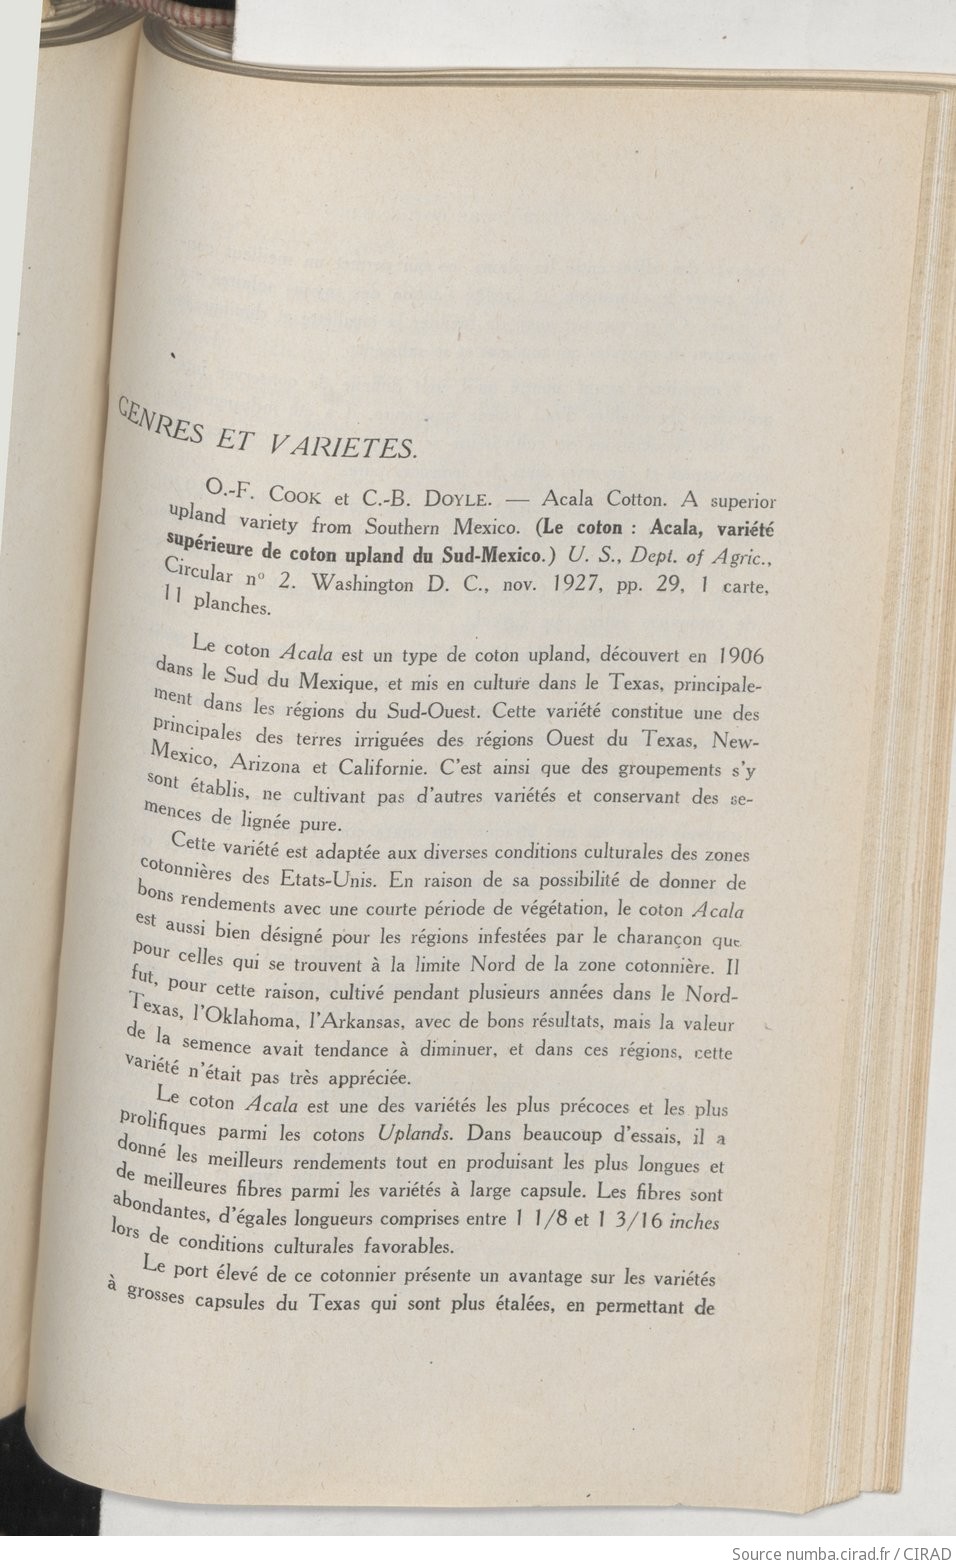 GENRES ET VARIETES.
O.-F. COOK et C.-B. DOYLE. — Acala Cotton. A superior
upland variety from Southern Mexico. (Le coton : Acala, variété
supérieure de coton upland du Sud-Mexico.) U. S., Dept. of Agric.,
Circular n° 2. Washington D. C., nov. 1927, pp. 29, 1 carte,
11 planches.
Le coton Acala est un type de coton upland, découvert en 1906
dans le Sud du Mexique, et mis en culture dans le Texas, principale-
ment dans les régions du Sud-Ouest. Cette variété constitue une des
principales des terres irriguées des régions Ouest du Texas, New-
Mexico, Arizona et Californie. C'est ainsi que des groupements s'y
sont établis, ne cultivant pas d'autres variétés et conservant des se-
mences de lignée pure.
Cette variété est adaptée aux diverses conditions culturales des zones
cotonnières des Etats-Unis. En raison de sa possibilité de donner de
bons rendements avec une courte période de végétation, le coton Acala
est aussi bien désigné pour les régions infestées par le charançon que
pour celles qui se trouvent à la limite Nord de la zone cotonnière. Il
fut, pour cette raison, cultivé pendant plusieurs années dans le Nord-
Texas, l'Oklahoma, l'Arkansas, avec de bons résultats, mais la valeur
de la semence avait tendance à diminuer, et dans ces régions, cette
variété n'était pas très appréciée.
Le coton Acala est une des variétés les plus précoces et les plus
prolifiques parmi les cotons Uplands. Dans beaucoup d'essais, il a
donné les meilleurs rendements tout en produisant les plus longues et
de meilleures fibres parmi les variétés à large capsule. Les fibres sont
abondantes, d'égales longueurs comprises entre 1 1/8 et 1 3/16 inches
lors de conditions culturales favorables.
Le port élevé de ce cotonnier présente un avantage sur les variétés
à grosses capsules du Texas qui sont plus étalées, en permettant de
Source numba.cirad.fr / CIRAD